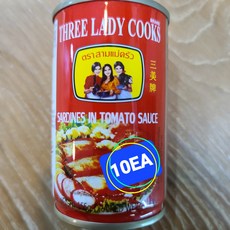 THREE LADY COOKS
ตราสามแม่ครัว
三美牌
SARDINES IN TOMATO SAUCE
10EA